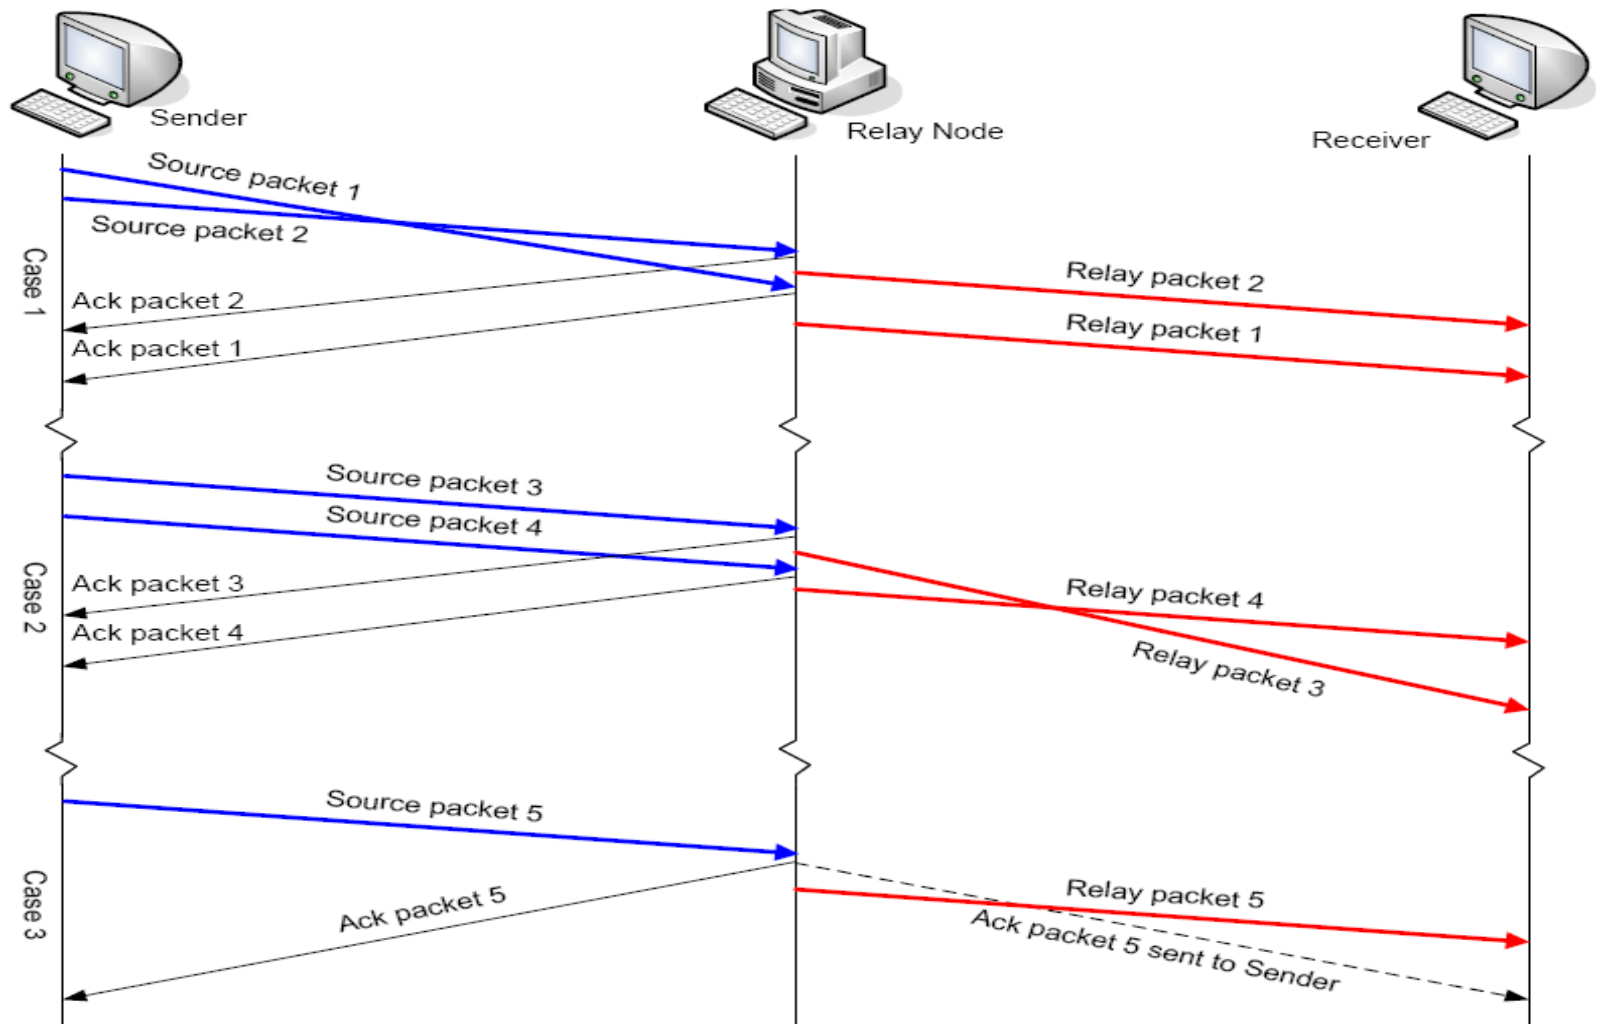 Sender
Relay Node
Receiver
Case 1
Source packet 1
Source packet 2
Ack packet 2
Ack packet 1
Relay packet 2
Relay packet 1
Case 2
Source packet 3
Source packet 4
Ack packet 3
Ack packet 4
Relay packet 4
Relay packet 3
Case 3
Source packet 5
Ack packet 5
Relay packet 5
Ack packet 5 sent to Sender